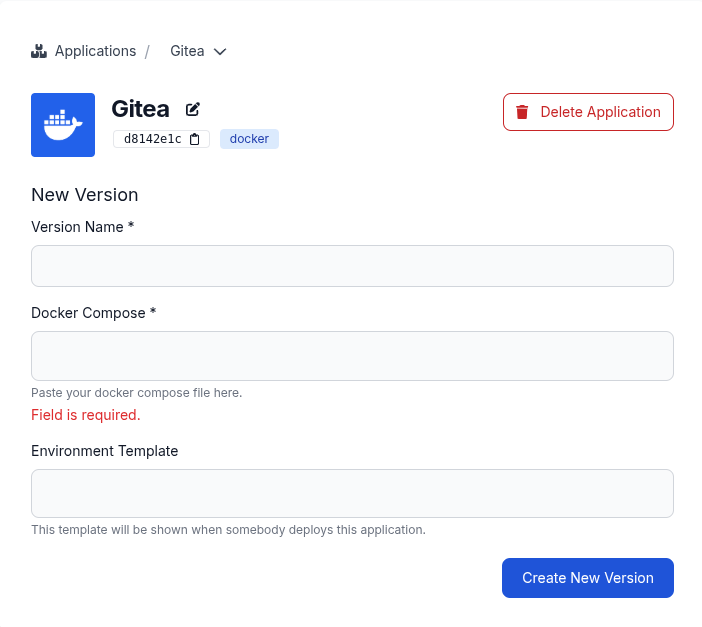 Applications / Gitea
Gitea
Delete Application
d8142e1c docker
New Version
Version Name *
Docker Compose *
Paste your docker compose file here.
Field is required.
Environment Template
This template will be shown when somebody deploys this application.
Create New Version